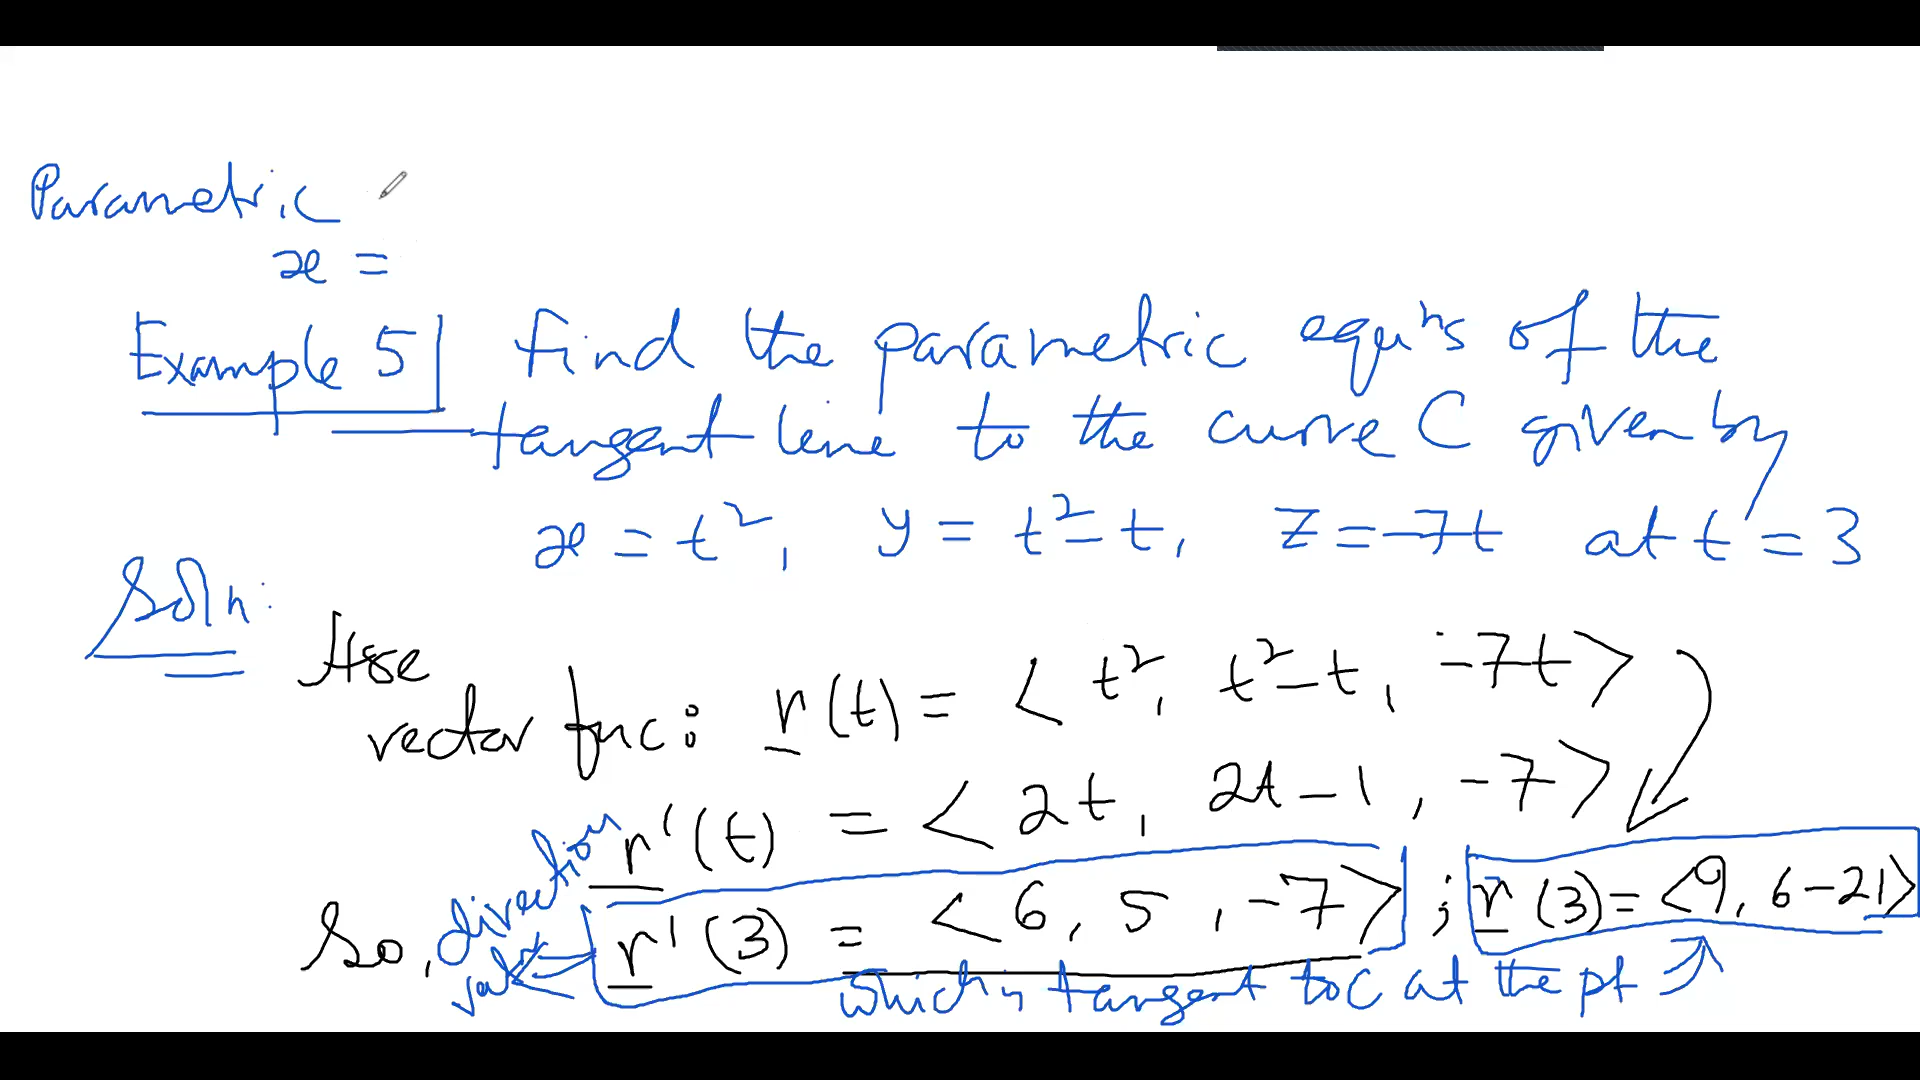 Parametric
x =
Example 5 Find the parametric equⁿs of the
tangent line to the curve C given by
x = t², y = t² - t, z = -7t at t = 3
Soln:
Use
vector func: r(t) = < t², t² - t, -7t >
r'(t) = < 2t, 2t - 1, -7 >
So, direction r'(3) = < 6, 5, -7 > ; r(3) = < 9, 6 -21 >
which is tangent to C at the pt